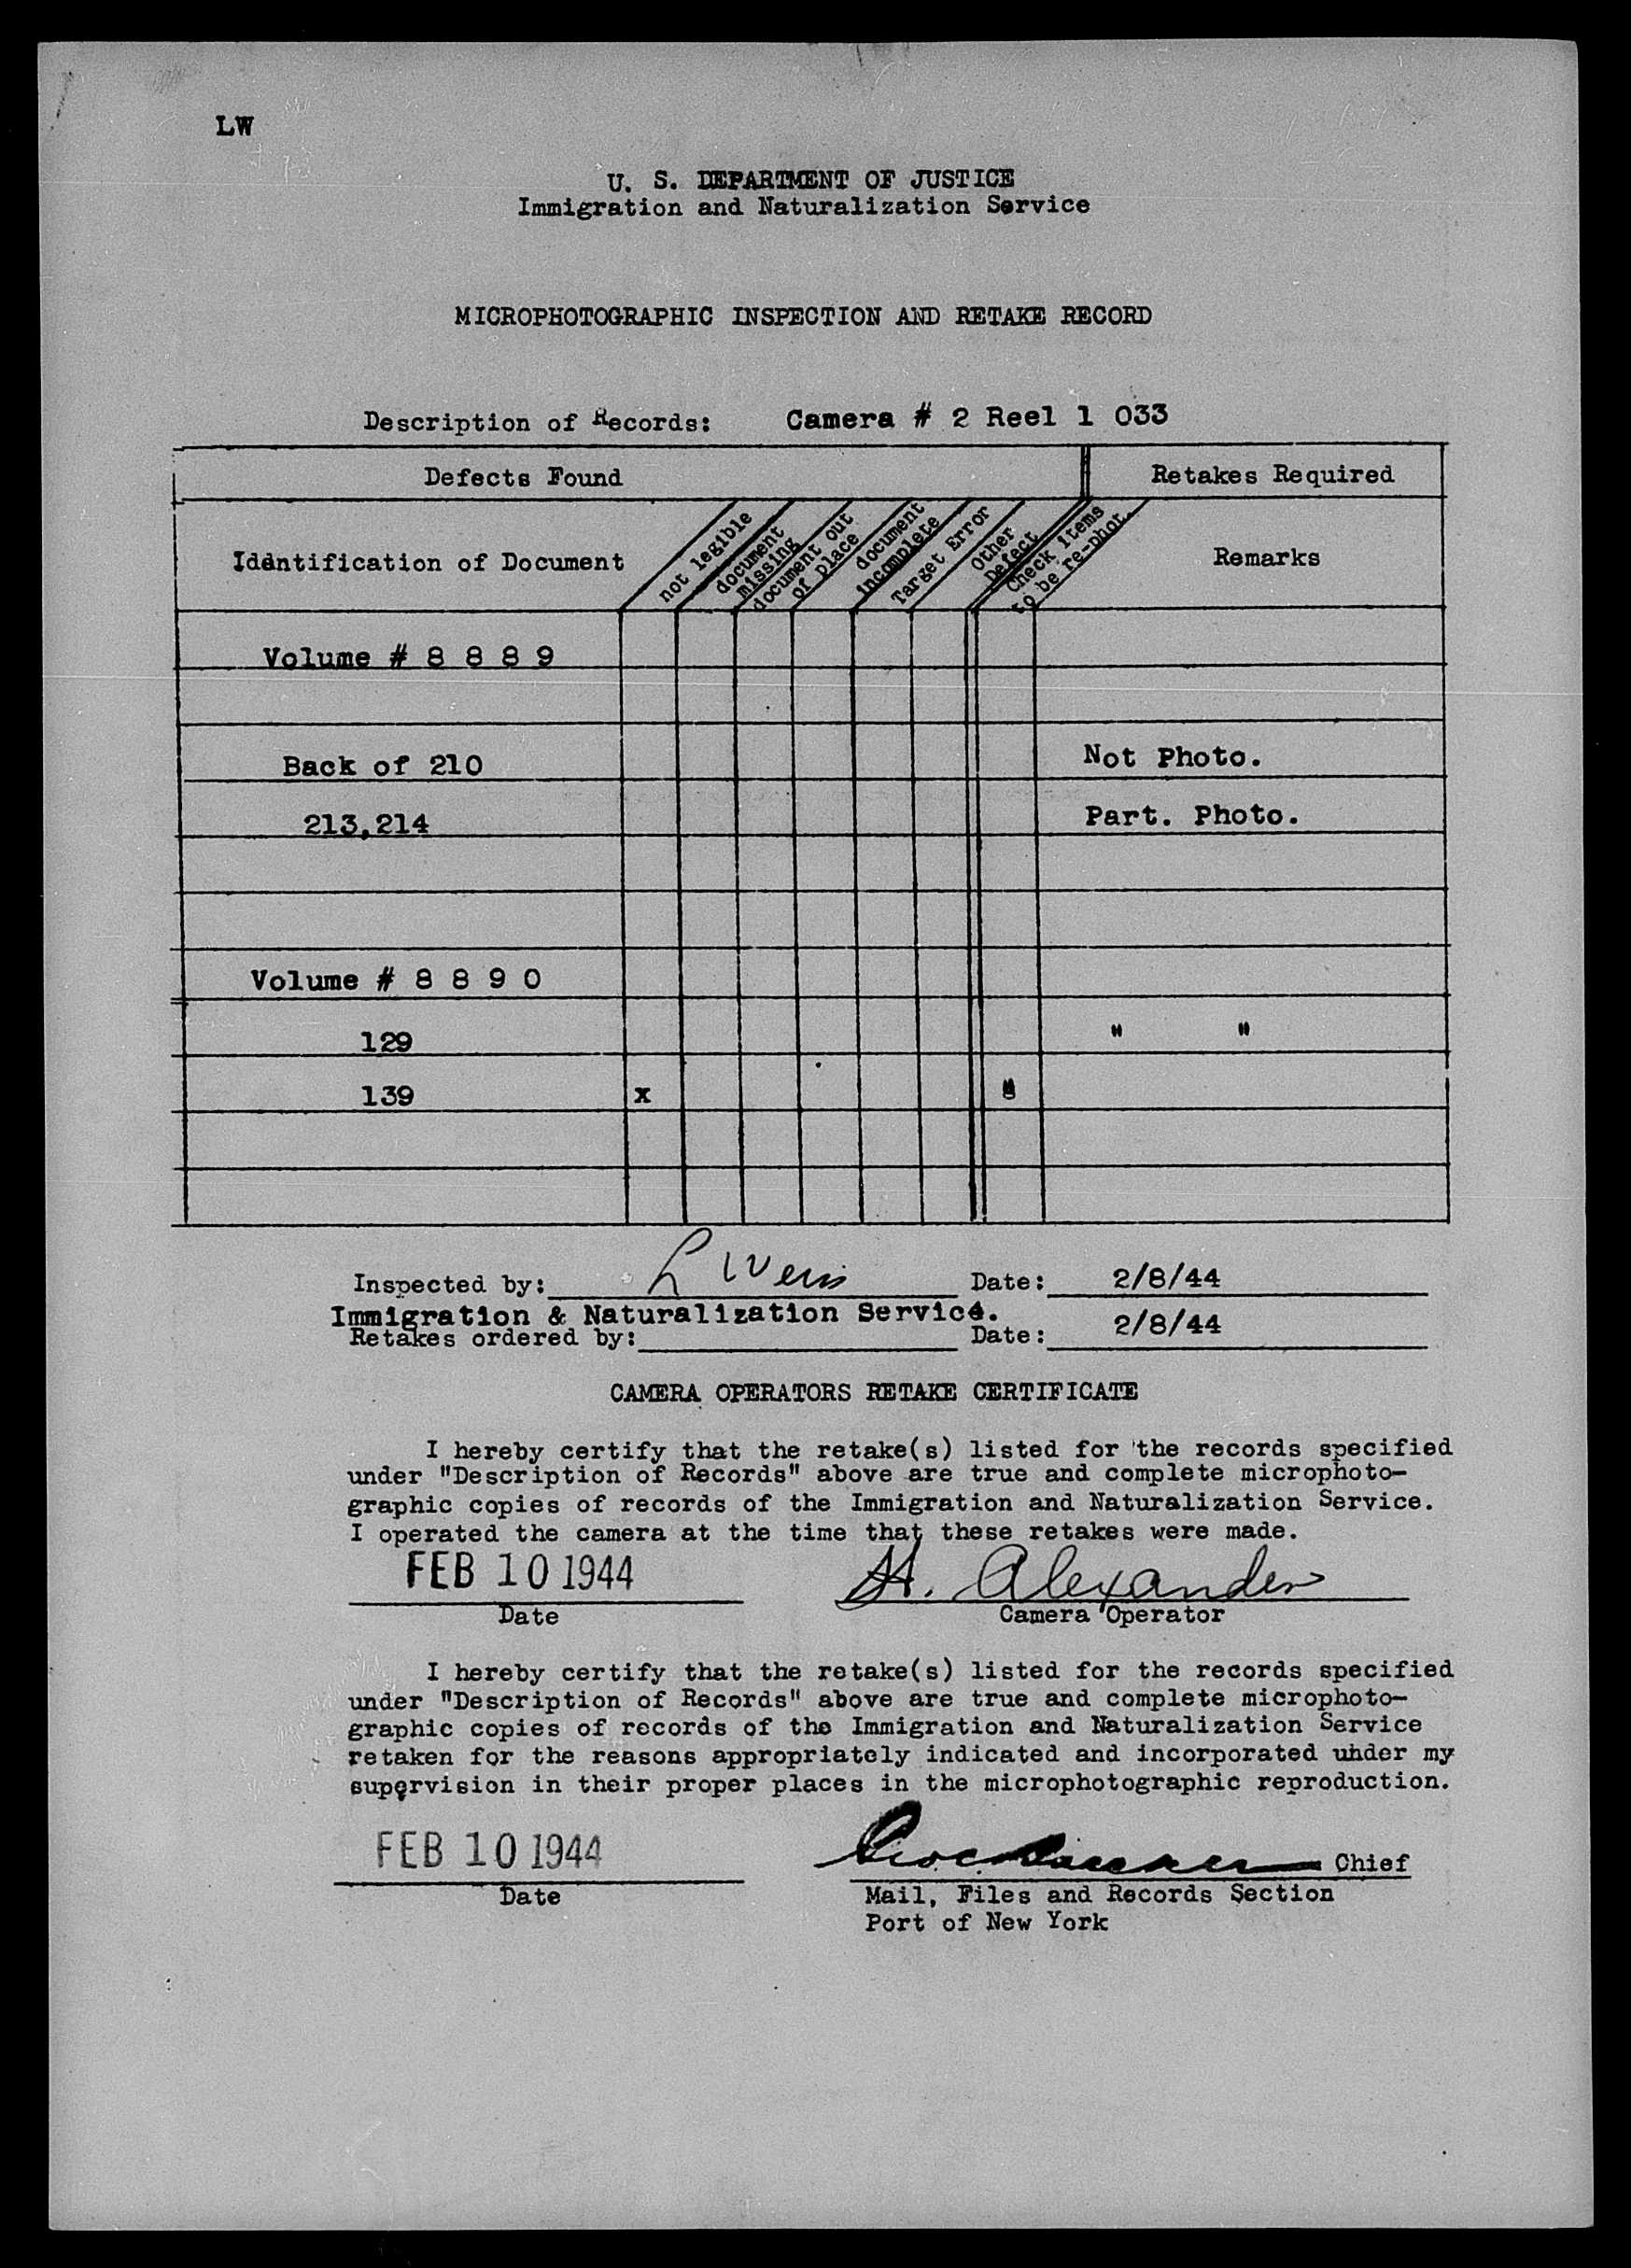 LW
U. S. DEPARTMENT OF JUSTICE
Immigration and Naturalization Service
MICROPHOTOGRAPHIC INSPECTION AND RETAKE RECORD
Description of Records: Camera # 2 Reel 1 033
Defects Found Retakes Required
Iddntification of Document
not legible
document missing
document out of place
document incomplete
Target Error
Other Defect
Check items to be re-phot.
Remarks
Volume # 8 8 8 9
Back of 210 Not Photo.
213,214 Part. Photo.
Volume # 8 8 9 0
129 " "
139 x "
Inspected by: L Weis Date: 2/8/44
Immigration & Naturalization Service.
Retakes ordered by: Date: 2/8/44
CAMERA OPERATORS RETAKE CERTIFICATE
I hereby certify that the retake(s) listed for the records specified
under "Description of Records" above are true and complete microphoto-
graphic copies of records of the Immigration and Naturalization Service.
I operated the camera at the time that these retakes were made.
FEB 10 1944 H. Alexander
Date Camera Operator
I hereby certify that the retake(s) listed for the records specified
under "Description of Records" above are true and complete microphoto-
graphic copies of records of the Immigration and Naturalization Service
retaken for the reasons appropriately indicated and incorporated under my
supervision in their proper places in the microphotographic reproduction.
FEB 10 1944 Chief
Date Mail, Files and Records Section
Port of New York